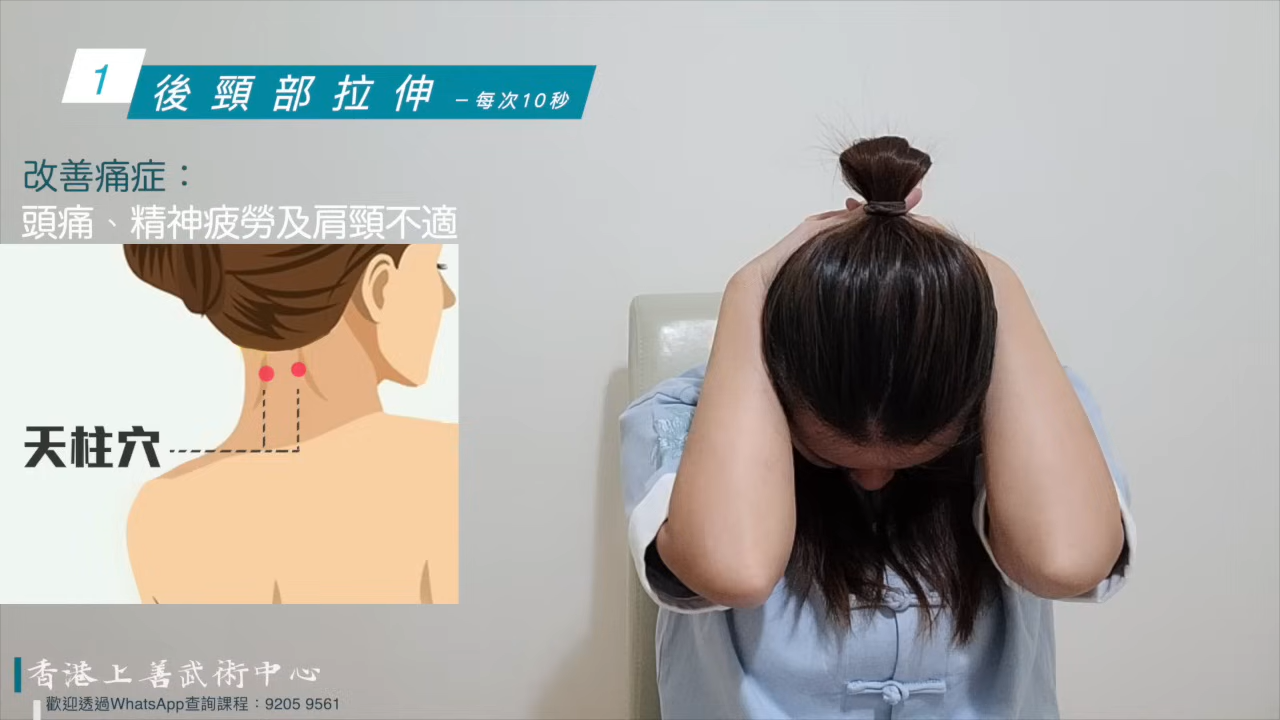 1
後頸部拉伸 – 每次10秒
改善痛症：
頭痛、精神疲勞及肩頸不適
天柱穴
香港上善武術中心
歡迎透過WhatsApp查詢課程：9205 9561